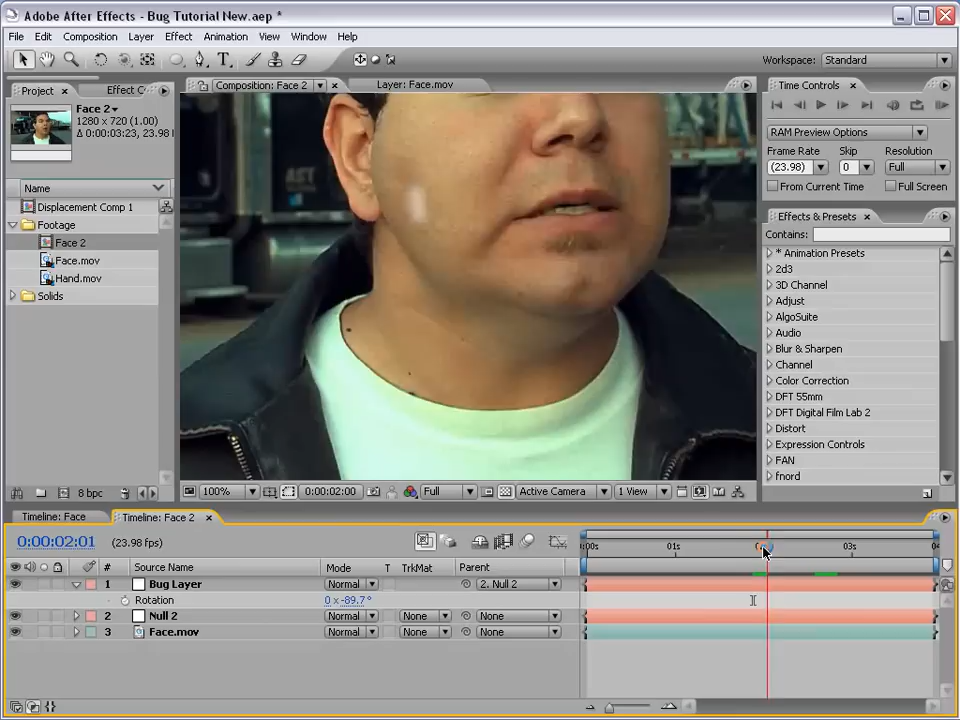 Adobe After Effects - Bug Tutorial New.aep *
File Edit Composition Layer Effect Animation View Window Help
Workspace: Standard
Project Effect C
Face 2
1280 x 720 (1.00)
Δ 0:00:03:23, 23.98 f
Name
Displacement Comp 1
Footage
Face 2
Face.mov
Hand.mov
Solids
8 bpc
Composition: Face 2
Layer: Face.mov
AST
100%
0:00:02:00
Full
Active Camera
1 View
Time Controls
RAM Preview Options
Frame Rate Skip Resolution
(23.98) 0 Full
From Current Time Full Screen
Effects & Presets
Contains:
* Animation Presets
2d3
3D Channel
Adjust
AlgoSuite
Audio
Blur & Sharpen
Channel
Color Correction
DFT 55mm
DFT Digital Film Lab 2
Distort
Expression Controls
FAN
fnord
Timeline: Face Timeline: Face 2
0:00:02:01 (23.98 fps)
:00s 01s 03s 04
# Source Name Mode T TrkMat Parent
1 Bug Layer Normal 2. Null 2
Rotation 0 x -89.7°
2 Null 2 Normal None None
3 Face.mov Normal None None